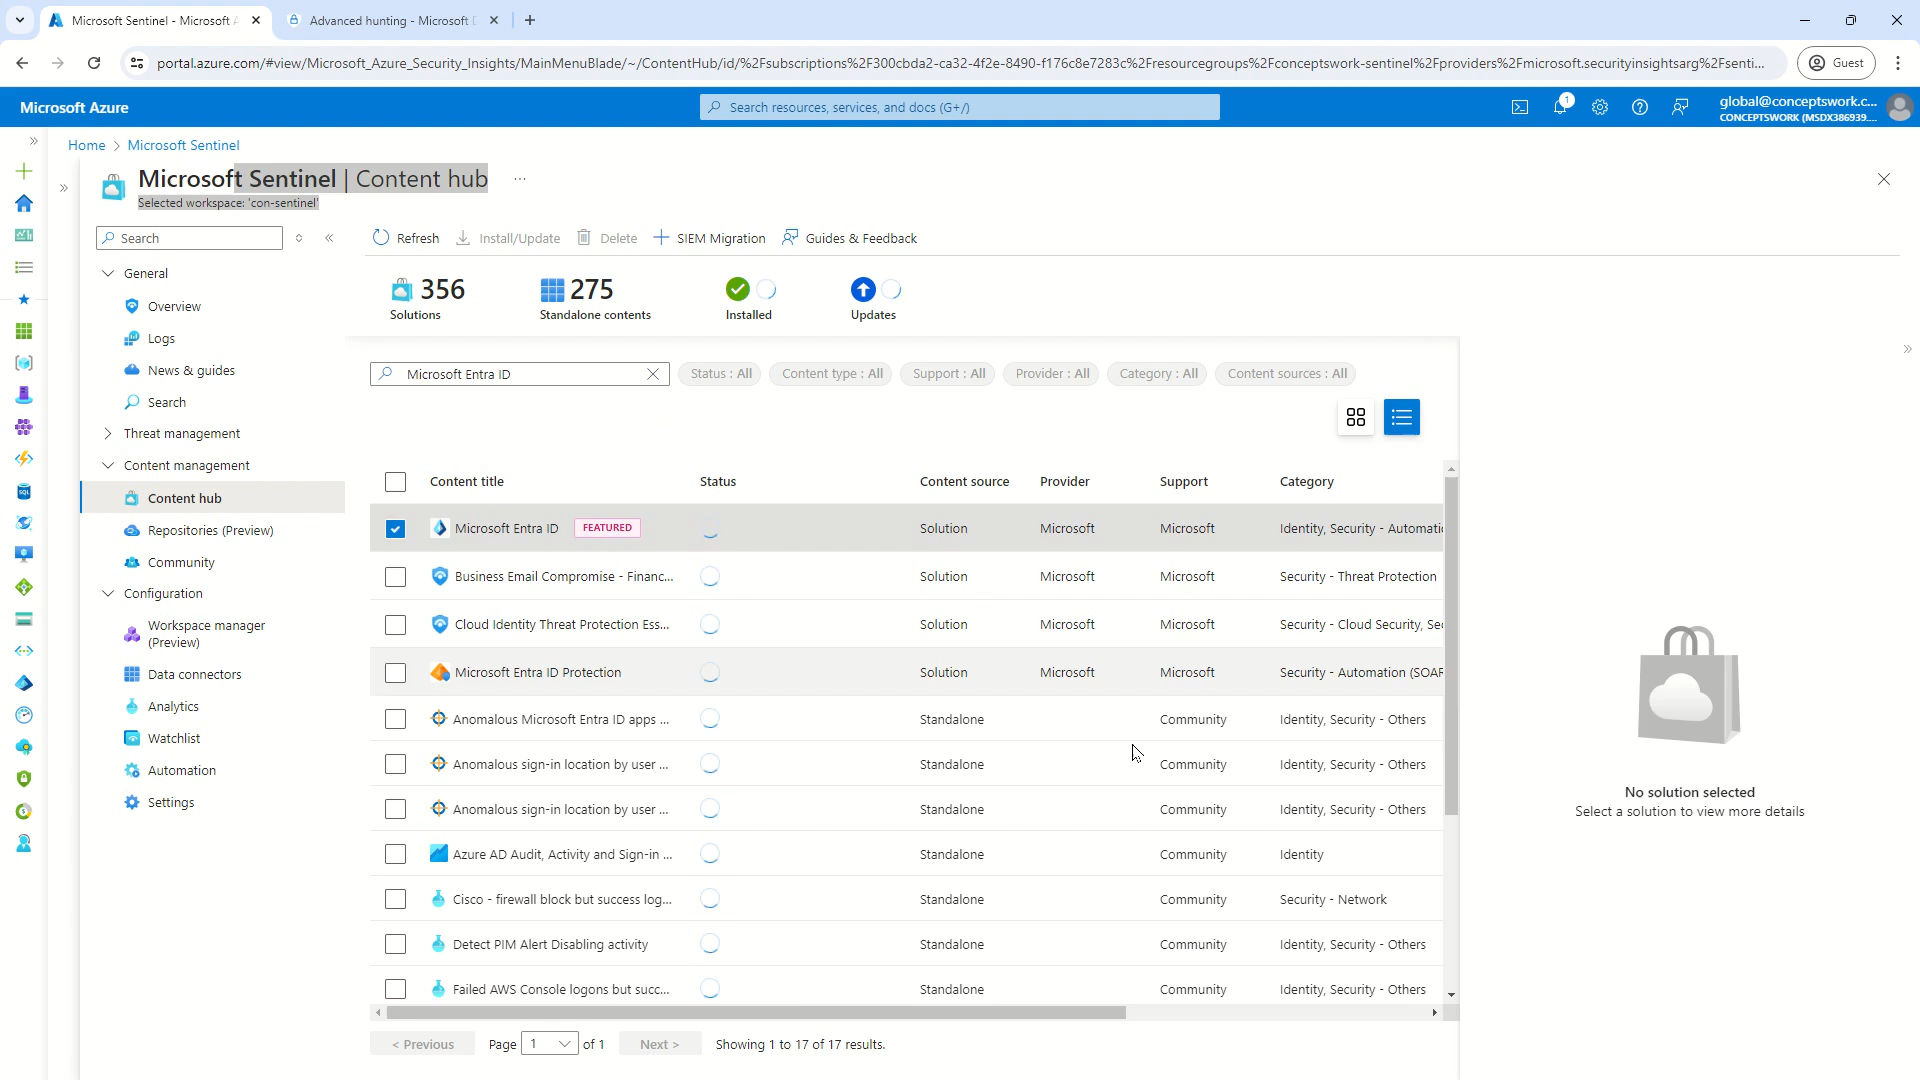 Microsoft Sentinel - Microsoft A
Advanced hunting - Microsoft
portal.azure.com/#view/Microsoft_Azure_Security_Insights/MainMenuBlade/~/ContentHub/id/%2Fsubscriptions%2F300cbda2-ca32-4f2e-8490-f176c8e7283c%2Fresourcegroups%2Fconceptswork-sentinel%2Fproviders%2Fmicrosoft.securityinsightsarg%2Fsenti...
Guest
Microsoft Azure
Search resources, services, and docs (G+/)
1
global@conceptswork.c...
CONCEPTSWORK (MSDX386939....
Home > Microsoft Sentinel
Microsoft Sentinel | Content hub ...
Selected workspace: 'con-sentinel'
Search
Refresh
Install/Update
Delete
SIEM Migration
Guides & Feedback
General
Overview
Logs
News & guides
Search
Threat management
Content management
Content hub
Repositories (Preview)
Community
Configuration
Workspace manager
(Preview)
Data connectors
Analytics
Watchlist
Automation
Settings
356
Solutions
275
Standalone contents
Installed
Updates
Microsoft Entra ID
Status : All
Content type : All
Support : All
Provider : All
Category : All
Content sources : All
Content title Status Content source Provider Support Category
Microsoft Entra ID FEATURED Solution Microsoft Microsoft Identity, Security - Automatic
Business Email Compromise - Financ... Solution Microsoft Microsoft Security - Threat Protection
Cloud Identity Threat Protection Ess... Solution Microsoft Microsoft Security - Cloud Security, Sec
Microsoft Entra ID Protection Solution Microsoft Microsoft Security - Automation (SOAR
Anomalous Microsoft Entra ID apps ... Standalone Community Identity, Security - Others
Anomalous sign-in location by user ... Standalone Community Identity, Security - Others
Anomalous sign-in location by user ... Standalone Community Identity, Security - Others
Azure AD Audit, Activity and Sign-in ... Standalone Community Identity
Cisco - firewall block but success log... Standalone Community Security - Network
Detect PIM Alert Disabling activity Standalone Community Identity, Security - Others
Failed AWS Console logons but succ... Standalone Community Identity, Security - Others
< Previous Page 1 of 1 Next > Showing 1 to 17 of 17 results.
No solution selected
Select a solution to view more details